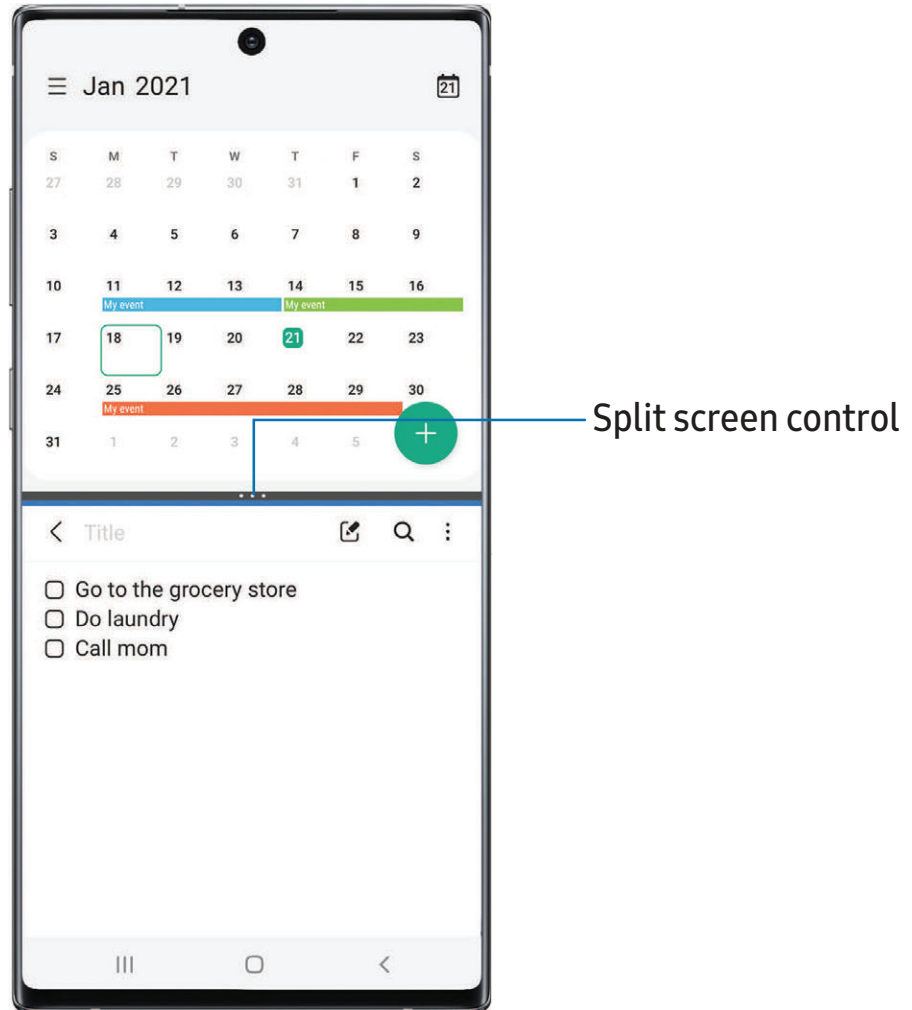 Jan 2021
21
S M T W T F S
27 28 29 30 31 1 2
3 4 5 6 7 8 9
10 11 12 13 14 15 16
My event My event
17 18 19 20 21 22 23
24 25 26 27 28 29 30
My event
31 1 2 3 4 5
Split screen control
Title
Go to the grocery store
Do laundry
Call mom